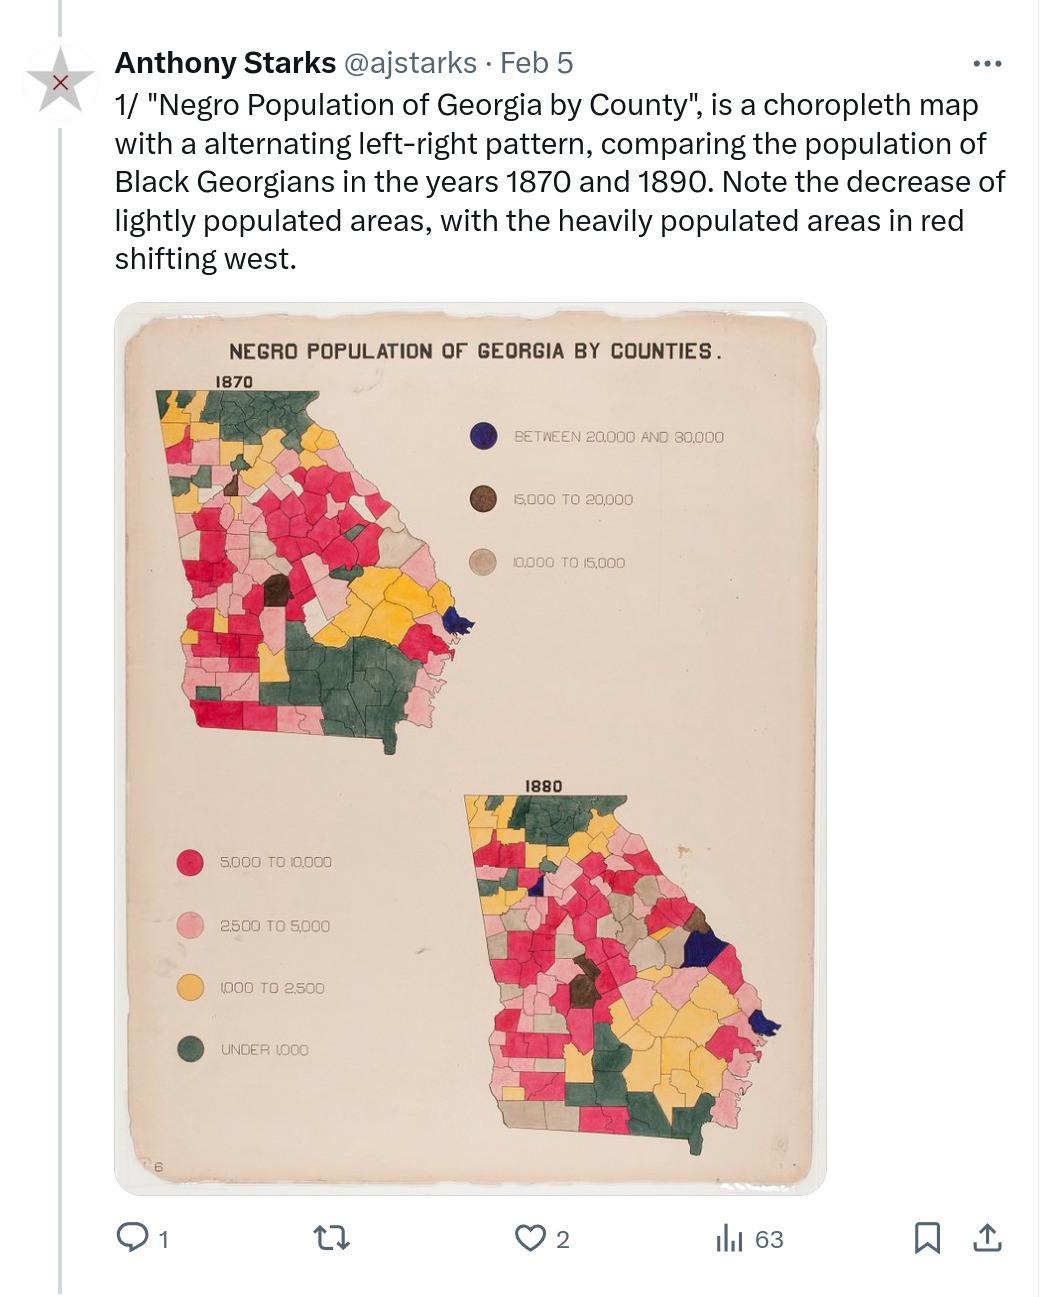 Anthony Starks @ajstarks · Feb 5
1/ "Negro Population of Georgia by County", is a choropleth map
with a alternating left-right pattern, comparing the population of
Black Georgians in the years 1870 and 1890. Note the decrease of
lightly populated areas, with the heavily populated areas in red
shifting west.
NEGRO POPULATION OF GEORGIA BY COUNTIES.
1870
BETWEEN 20,000 AND 30,000
15,000 TO 20,000
10,000 TO 15,000
1880
5,000 TO 10,000
2,500 TO 5,000
1,000 TO 2,500
UNDER 1,000
6
1 2 63